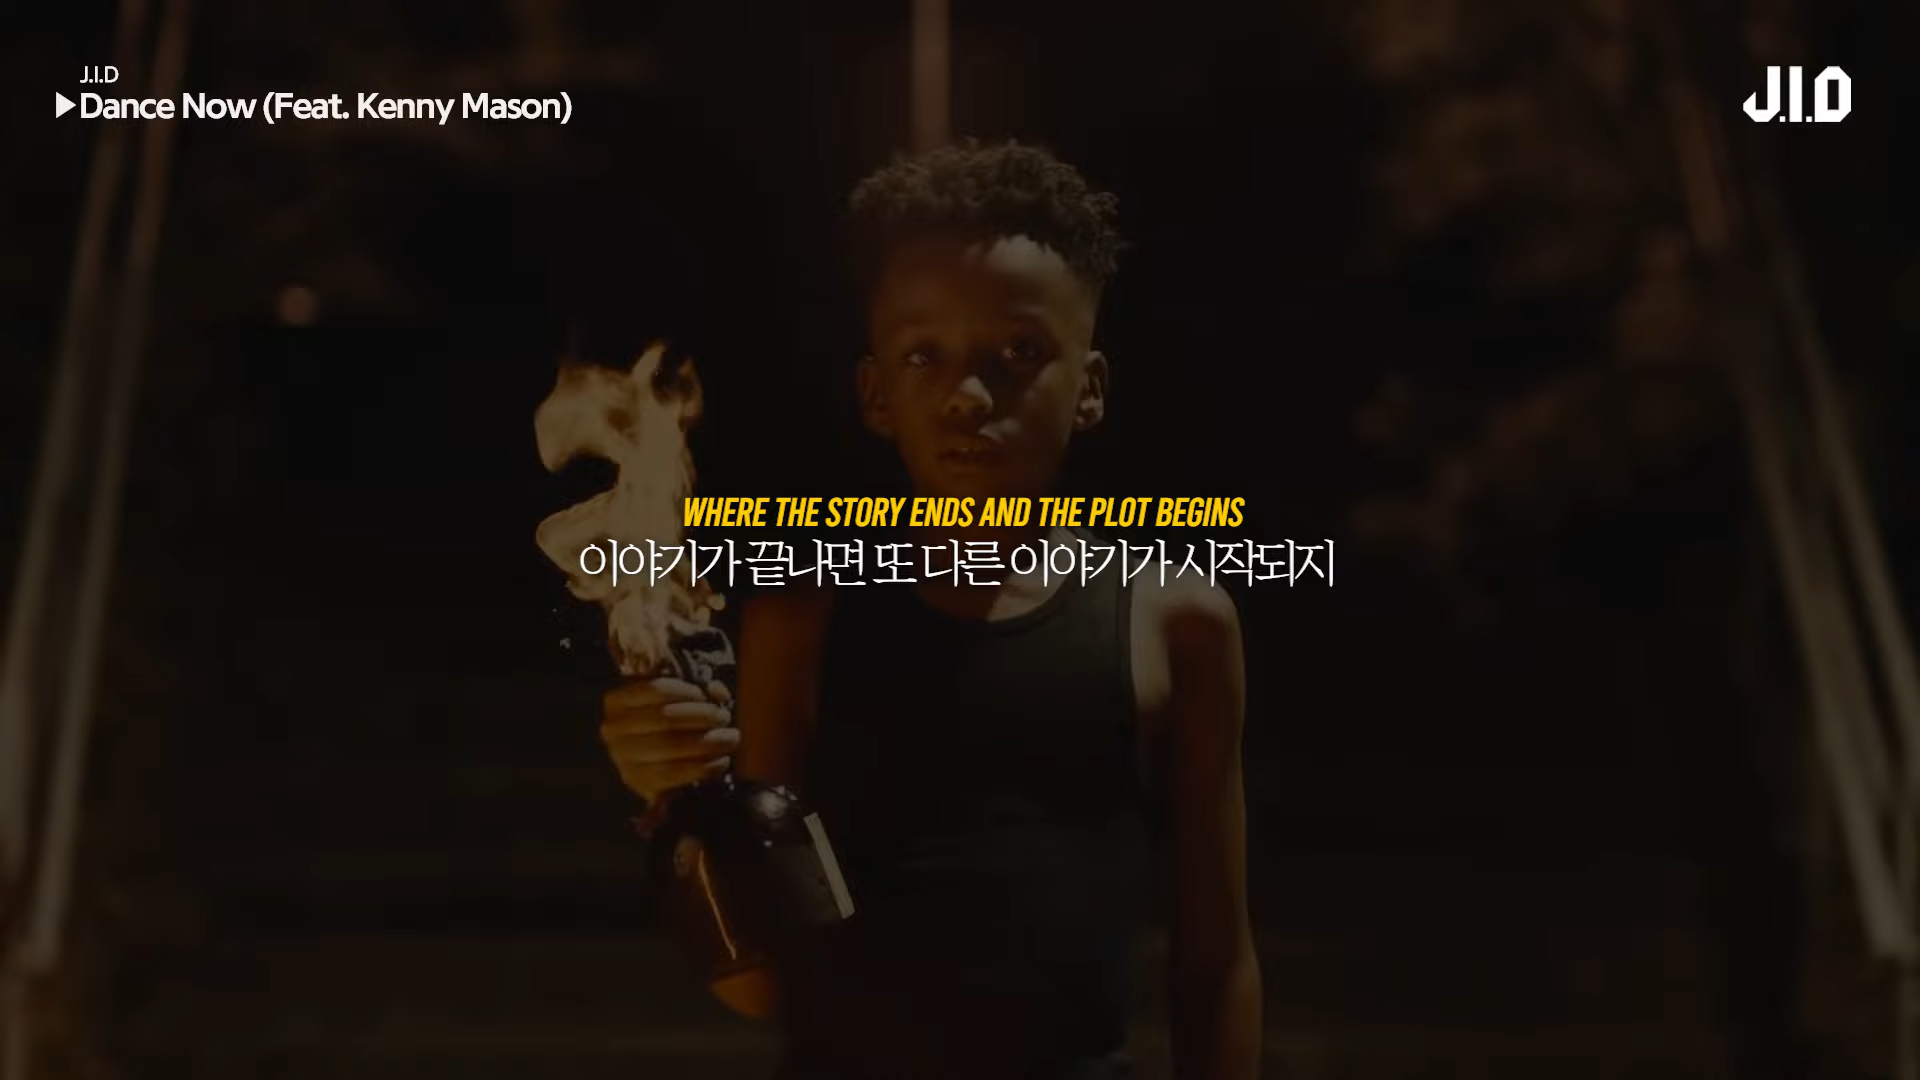 J.I.D
Dance Now (Feat. Kenny Mason)
J.I.D
WHERE THE STORY ENDS AND THE PLOT BEGINS
이야기가 끝나면 또 다른 이야기가 시작되지